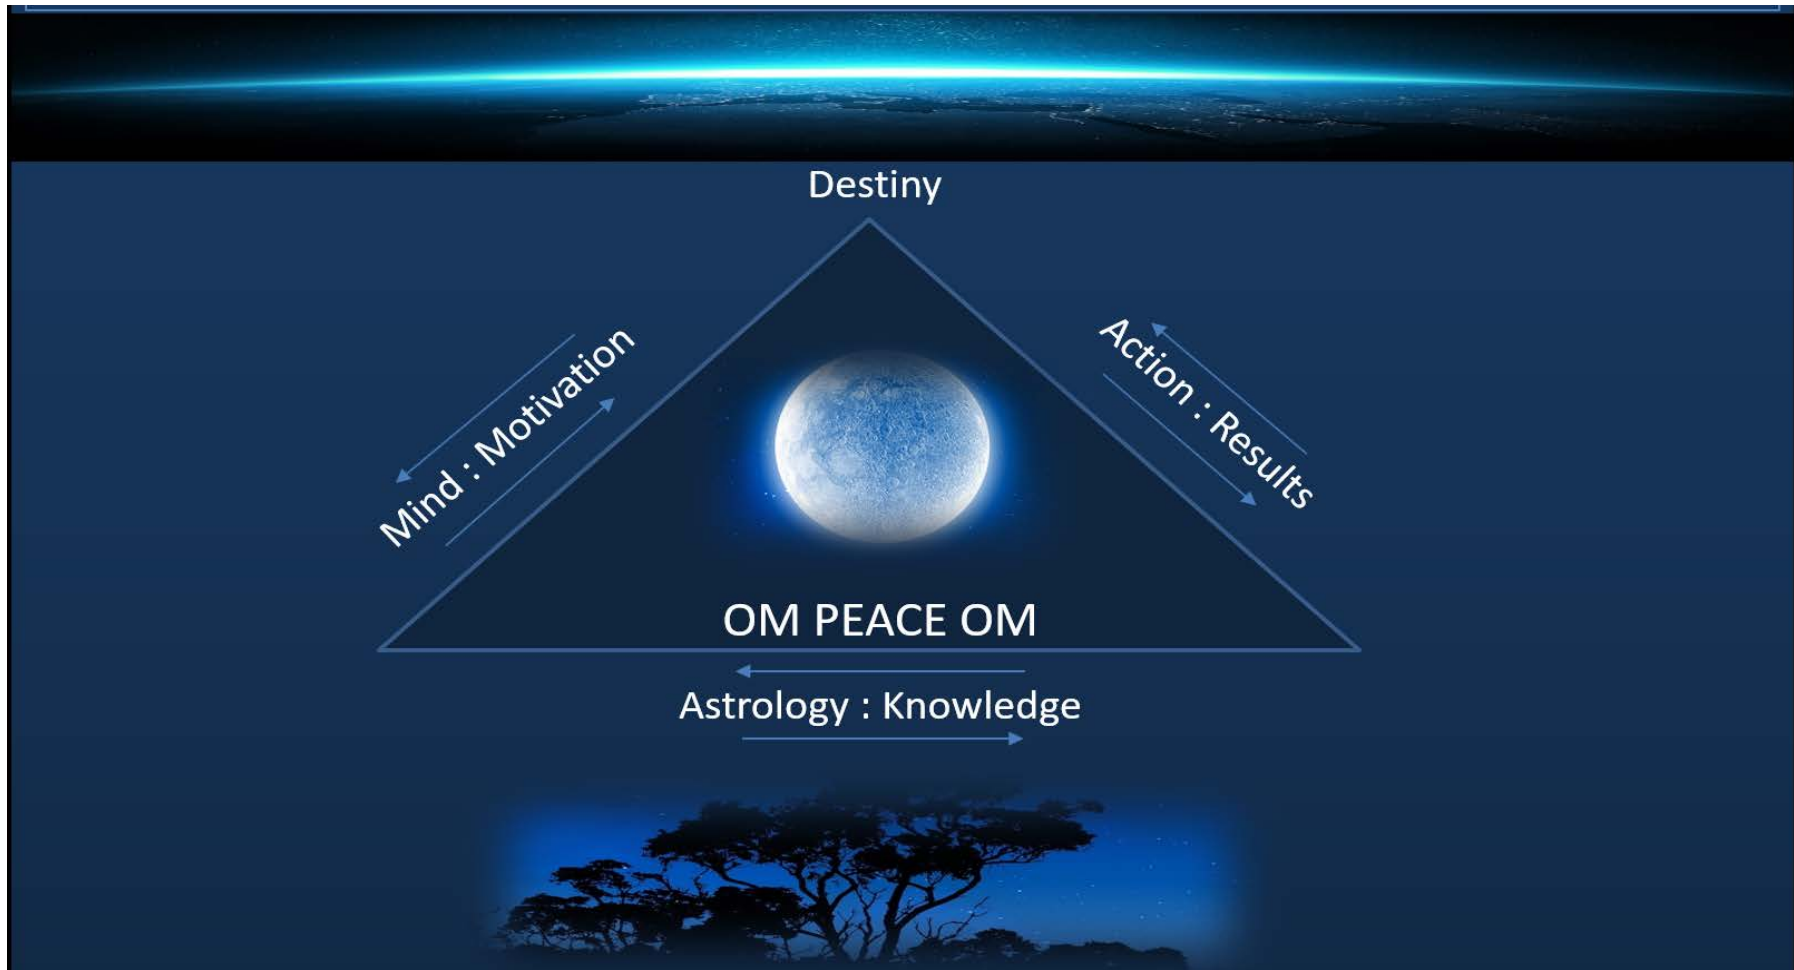 Destiny
Mind : Motivation
Action : Results
OM PEACE OM
Astrology : Knowledge